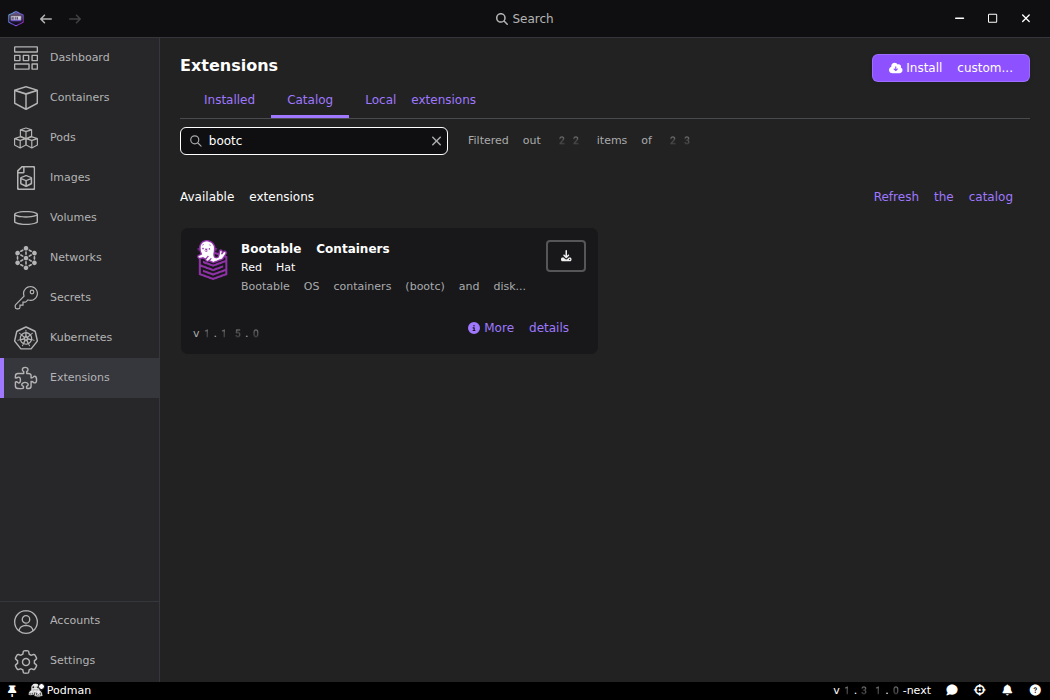 Search
Dashboard
Containers
Pods
Images
Volumes
Networks
Secrets
Kubernetes
Extensions
Accounts
Settings
Extensions
Install custom...
Installed
Catalog
Local extensions
bootc
Filtered out 22 items of 23
Available extensions
Refresh the catalog
Bootable Containers
Red Hat
Bootable OS containers (bootc) and disk...
v1.15.0
More details
Podman
v1.31.0-next